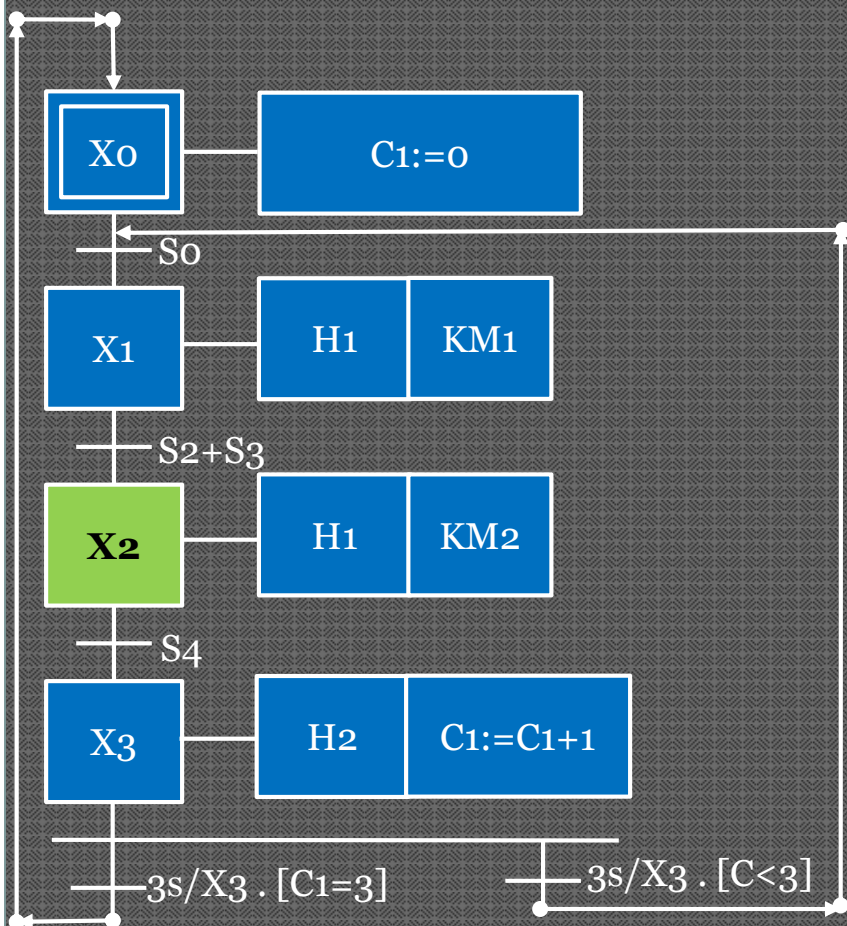 X0
C1:=0
S0
X1
H1
KM1
S2+S3
X2
H1
KM2
S4
X3
H2
C1:=C1+1
3s/X3 . [C1=3]
3s/X3 . [C<3]